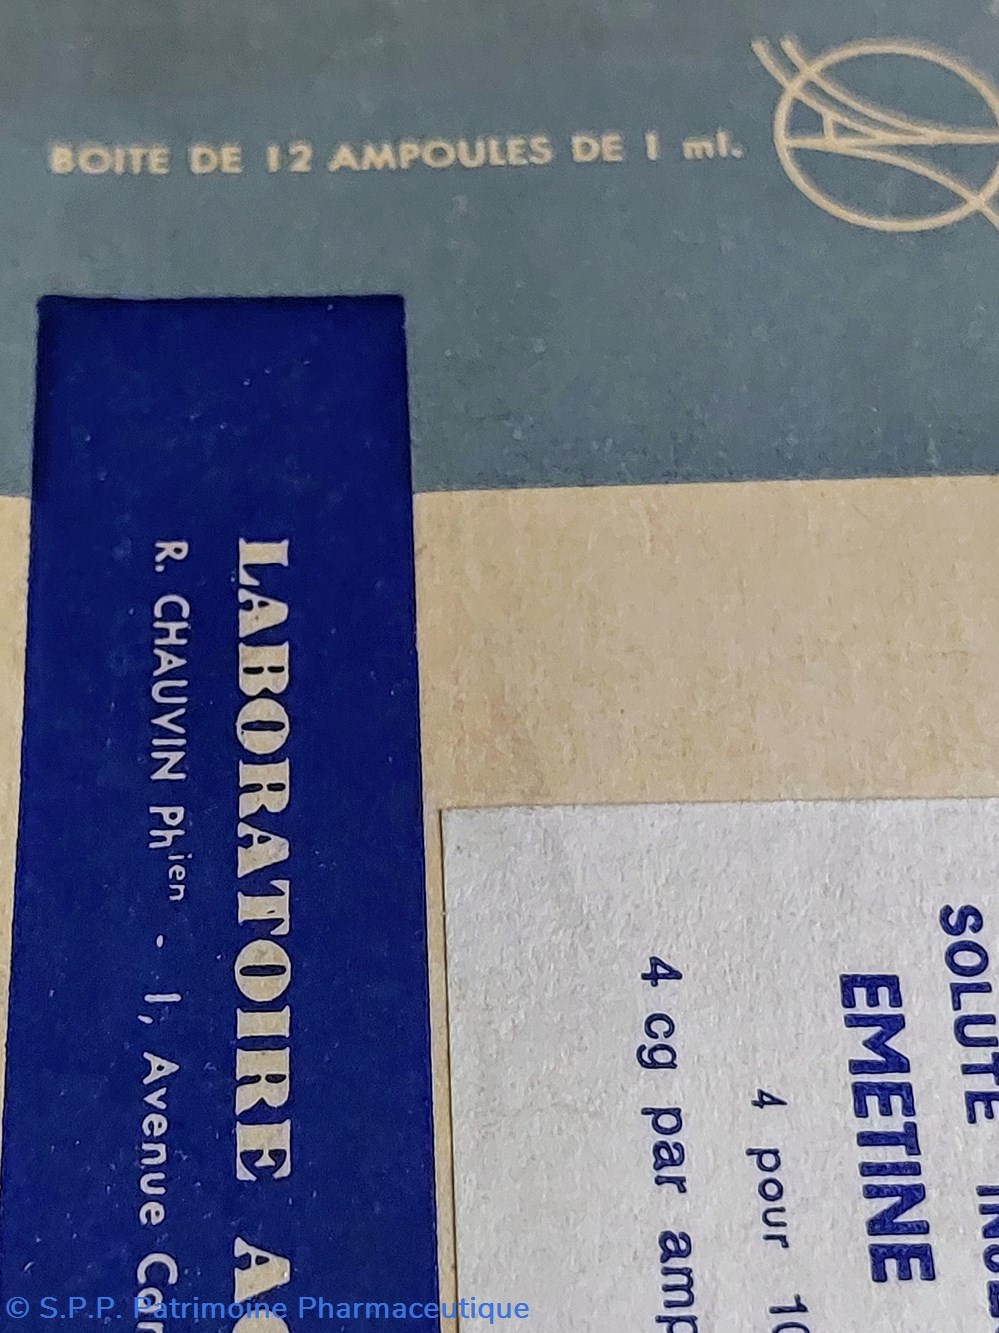 BOITE DE 12 AMPOULES DE 1 ml.
LABORATOIRE
R. CHAUVIN Phien - 1, Avenue
SOLUTE
EMETINE
4 pour
4 cg par
© S.P.P. Patrimoine Pharmaceutique